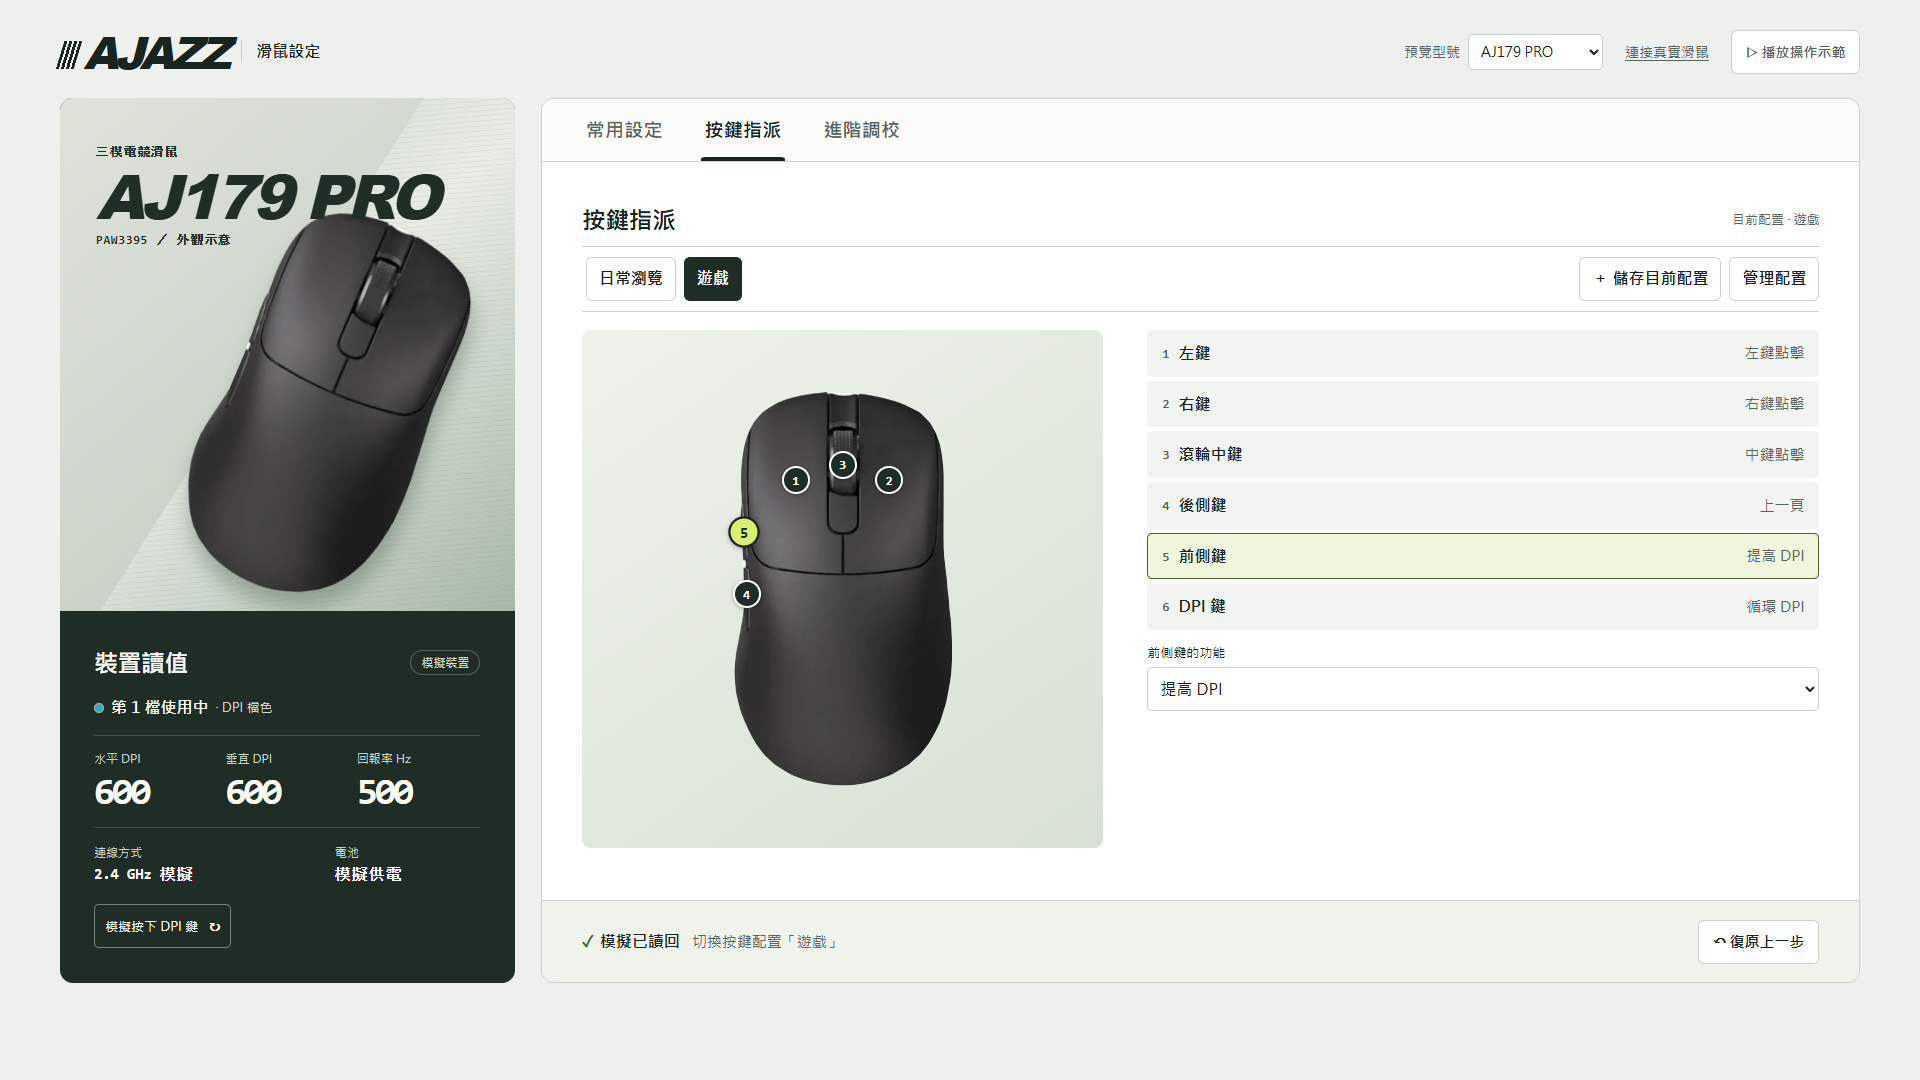 AJAZZ 滑鼠設定
預覽型號 AJ179 PRO 連接真實滑鼠 播放操作示範
三模電競滑鼠
AJ179 PRO
PAW3395 / 外觀示意
裝置讀值 模擬裝置
第 1 檔使用中 · DPI 檔色
水平 DPI 垂直 DPI 回報率 Hz
600 600 500
連線方式 電池
2.4 GHz 模擬 模擬供電
模擬按下 DPI 鍵 ↻
常用設定 按鍵指派 進階調校
按鍵指派 目前配置 · 遊戲
日常瀏覽 遊戲 + 儲存目前配置 管理配置
1
2
3
4
5
1 左鍵 左鍵點擊
2 右鍵 右鍵點擊
3 滾輪中鍵 中鍵點擊
4 後側鍵 上一頁
5 前側鍵 提高 DPI
6 DPI 鍵 循環 DPI
前側鍵的功能
提高 DPI
✓ 模擬已讀回 切換按鍵配置「遊戲」
↶ 復原上一步